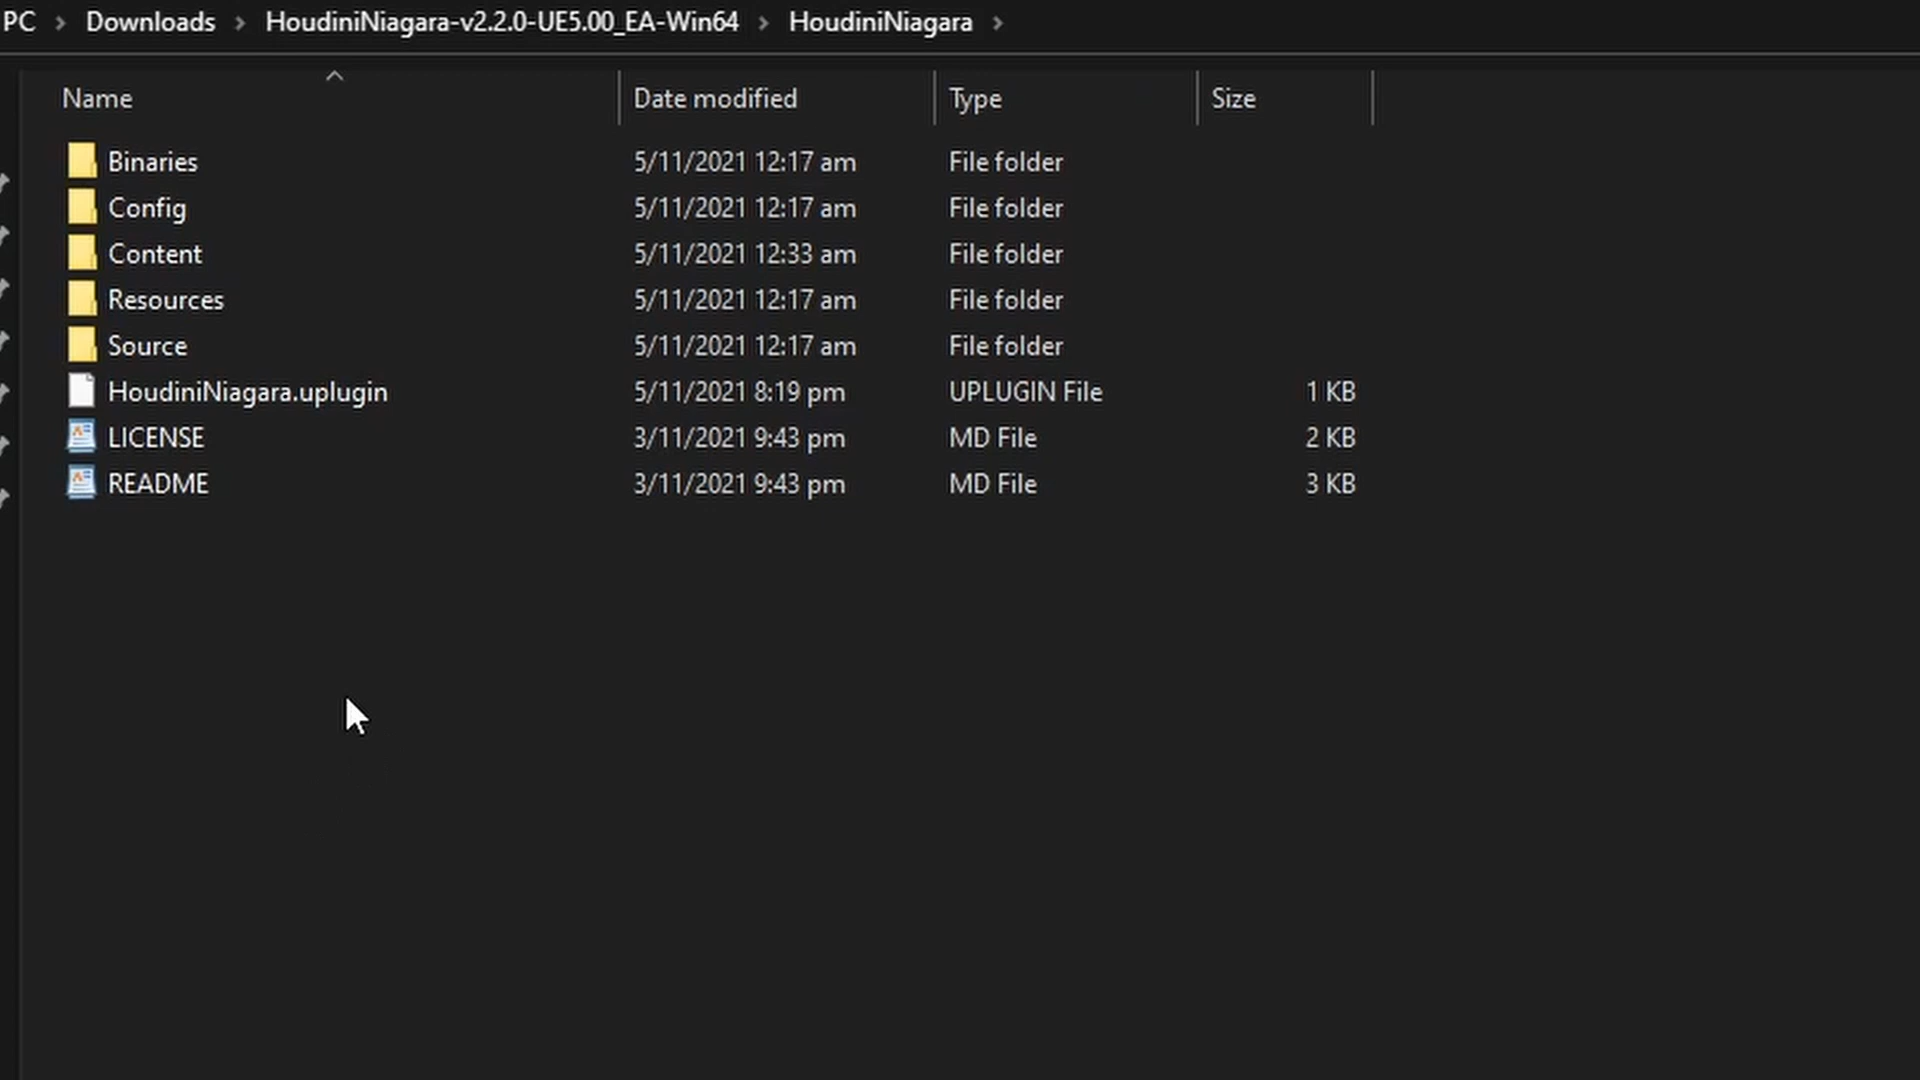 PC > Downloads > HoudiniNiagara-v2.2.0-UE5.00_EA-Win64 > HoudiniNiagara >
Name Date modified Type Size
Binaries 5/11/2021 12:17 am File folder
Config 5/11/2021 12:17 am File folder
Content 5/11/2021 12:33 am File folder
Resources 5/11/2021 12:17 am File folder
Source 5/11/2021 12:17 am File folder
HoudiniNiagara.uplugin 5/11/2021 8:19 pm UPLUGIN File 1 KB
LICENSE 3/11/2021 9:43 pm MD File 2 KB
README 3/11/2021 9:43 pm MD File 3 KB